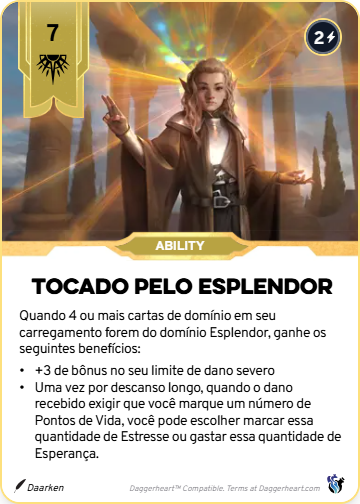 7
2
ABILITY
TOCADO PELO ESPLENDOR
Quando 4 ou mais cartas de domínio em seu
carregamento forem do domínio Esplendor, ganhe os
seguintes benefícios:
• +3 de bônus no seu limite de dano severo
• Uma vez por descanso longo, quando o dano
recebido exigir que você marque um número de
Pontos de Vida, você pode escolher marcar essa
quantidade de Estresse ou gastar essa quantidade de
Esperança.
Daarken
Daggerheart™ Compatible. Terms at Daggerheart.com